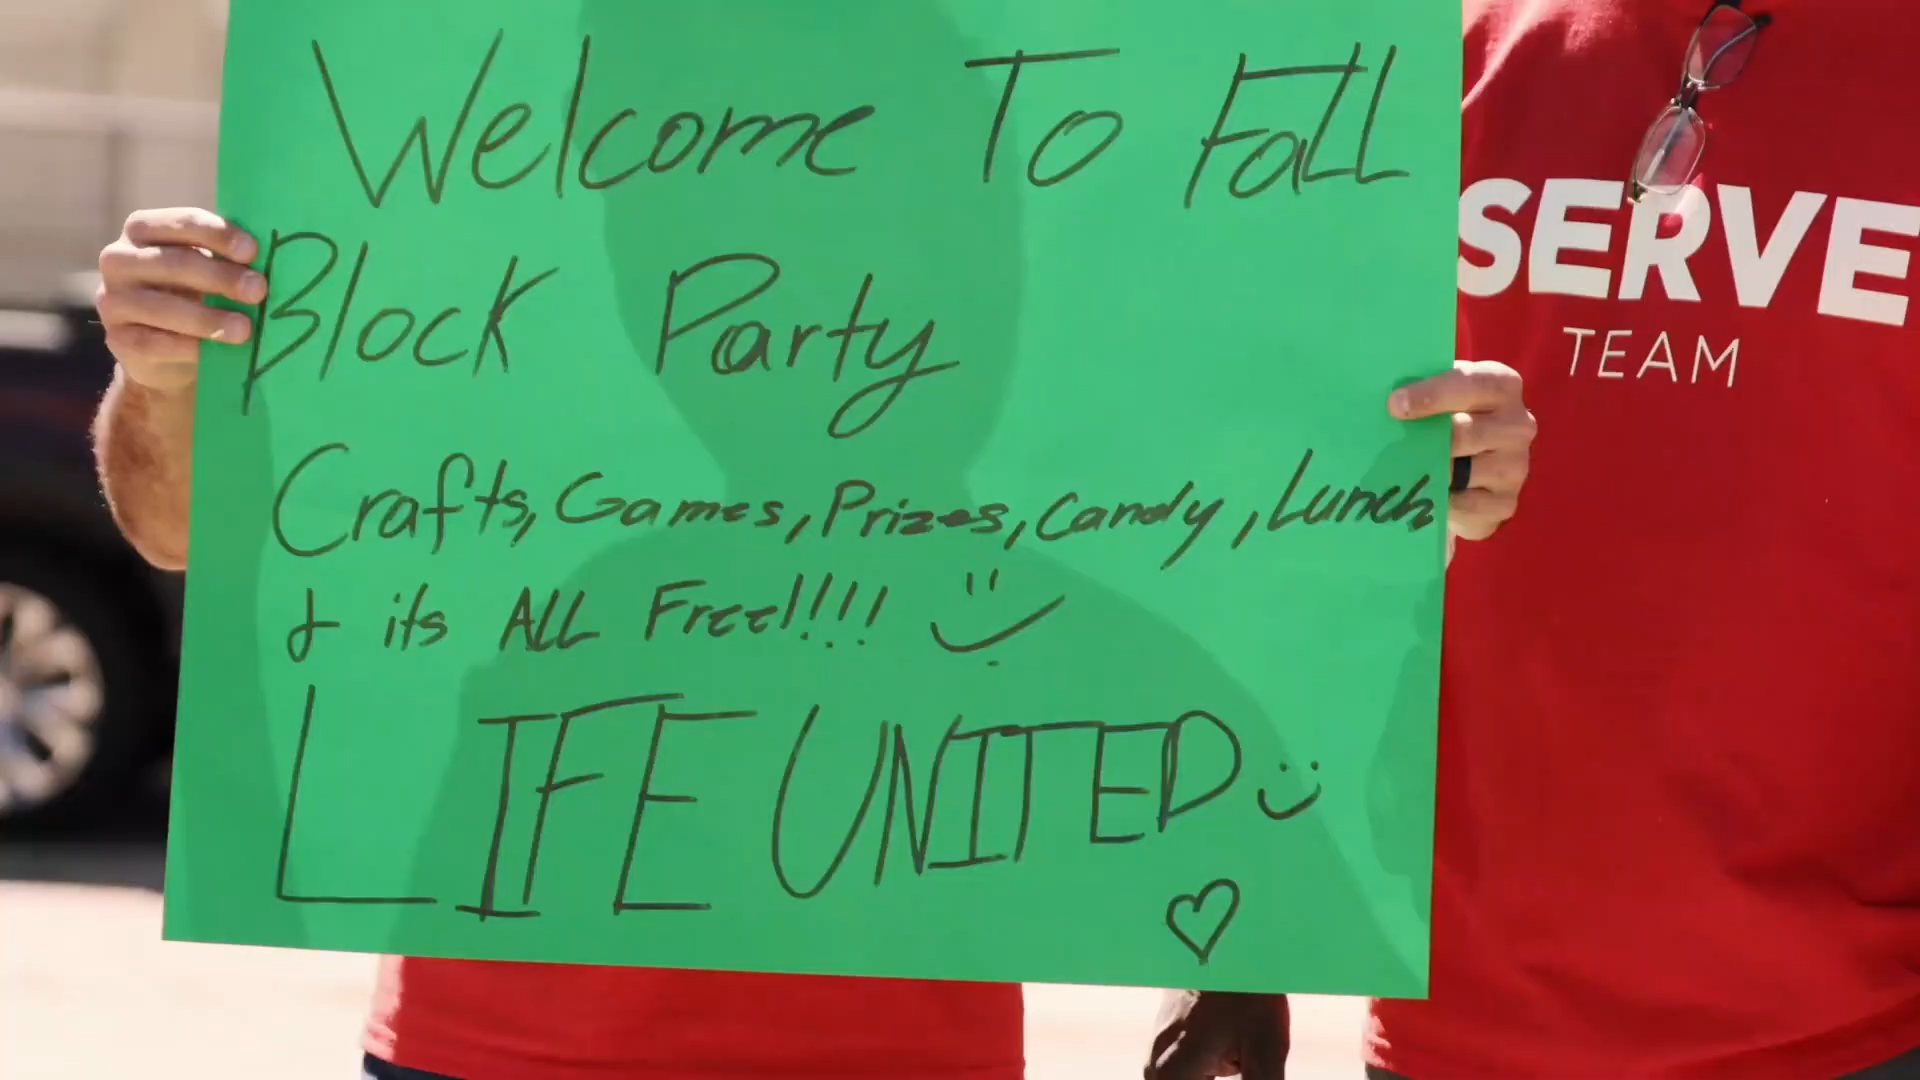 Welcome To Fall
Block Party
Crafts, Games, Prizes, Candy, Lunch
& its ALL Free!!!!
LIFE UNITED
SERVE
TEAM